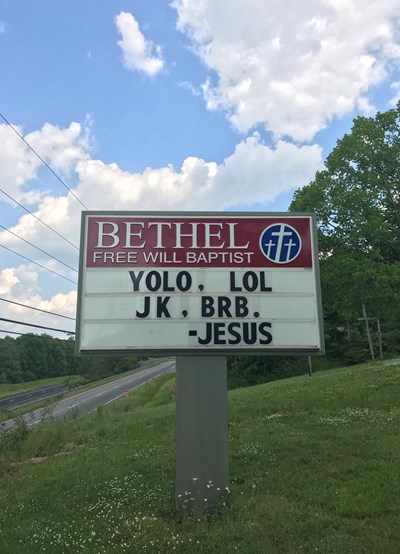 BETHEL
FREE WILL BAPTIST
YOLO, LOL
JK, BRB.
-JESUS